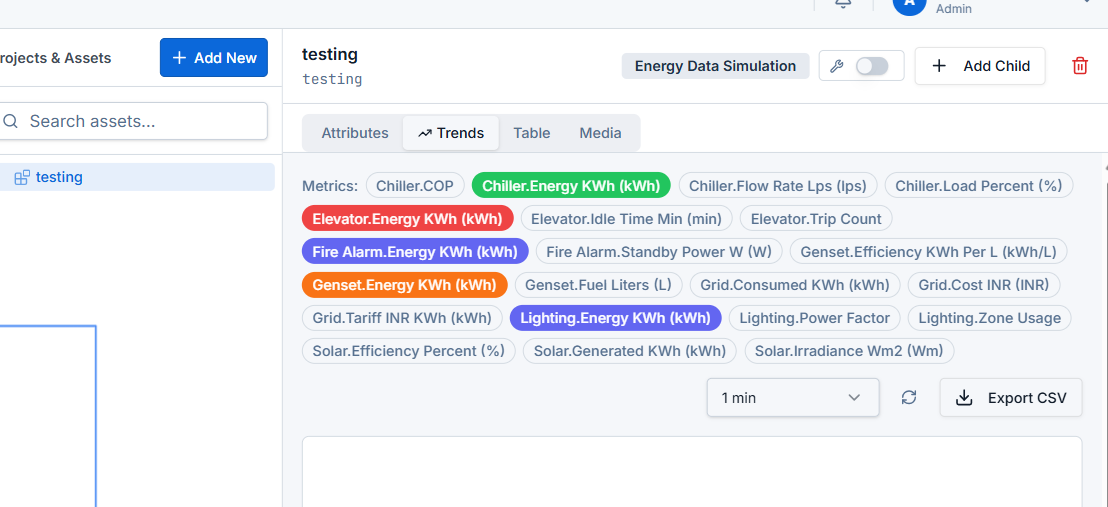 A
Admin
rojects & Assets
+ Add New
testing
testing
Energy Data Simulation
+ Add Child
Search assets...
Attributes Trends Table Media
testing
Metrics: Chiller.COP Chiller.Energy KWh (kWh) Chiller.Flow Rate Lps (lps) Chiller.Load Percent (%)
Elevator.Energy KWh (kWh) Elevator.Idle Time Min (min) Elevator.Trip Count
Fire Alarm.Energy KWh (kWh) Fire Alarm.Standby Power W (W) Genset.Efficiency KWh Per L (kWh/L)
Genset.Energy KWh (kWh) Genset.Fuel Liters (L) Grid.Consumed KWh (kWh) Grid.Cost INR (INR)
Grid.Tariff INR KWh (kWh) Lighting.Energy KWh (kWh) Lighting.Power Factor Lighting.Zone Usage
Solar.Efficiency Percent (%) Solar.Generated KWh (kWh) Solar.Irradiance Wm2 (Wm)
1 min Export CSV